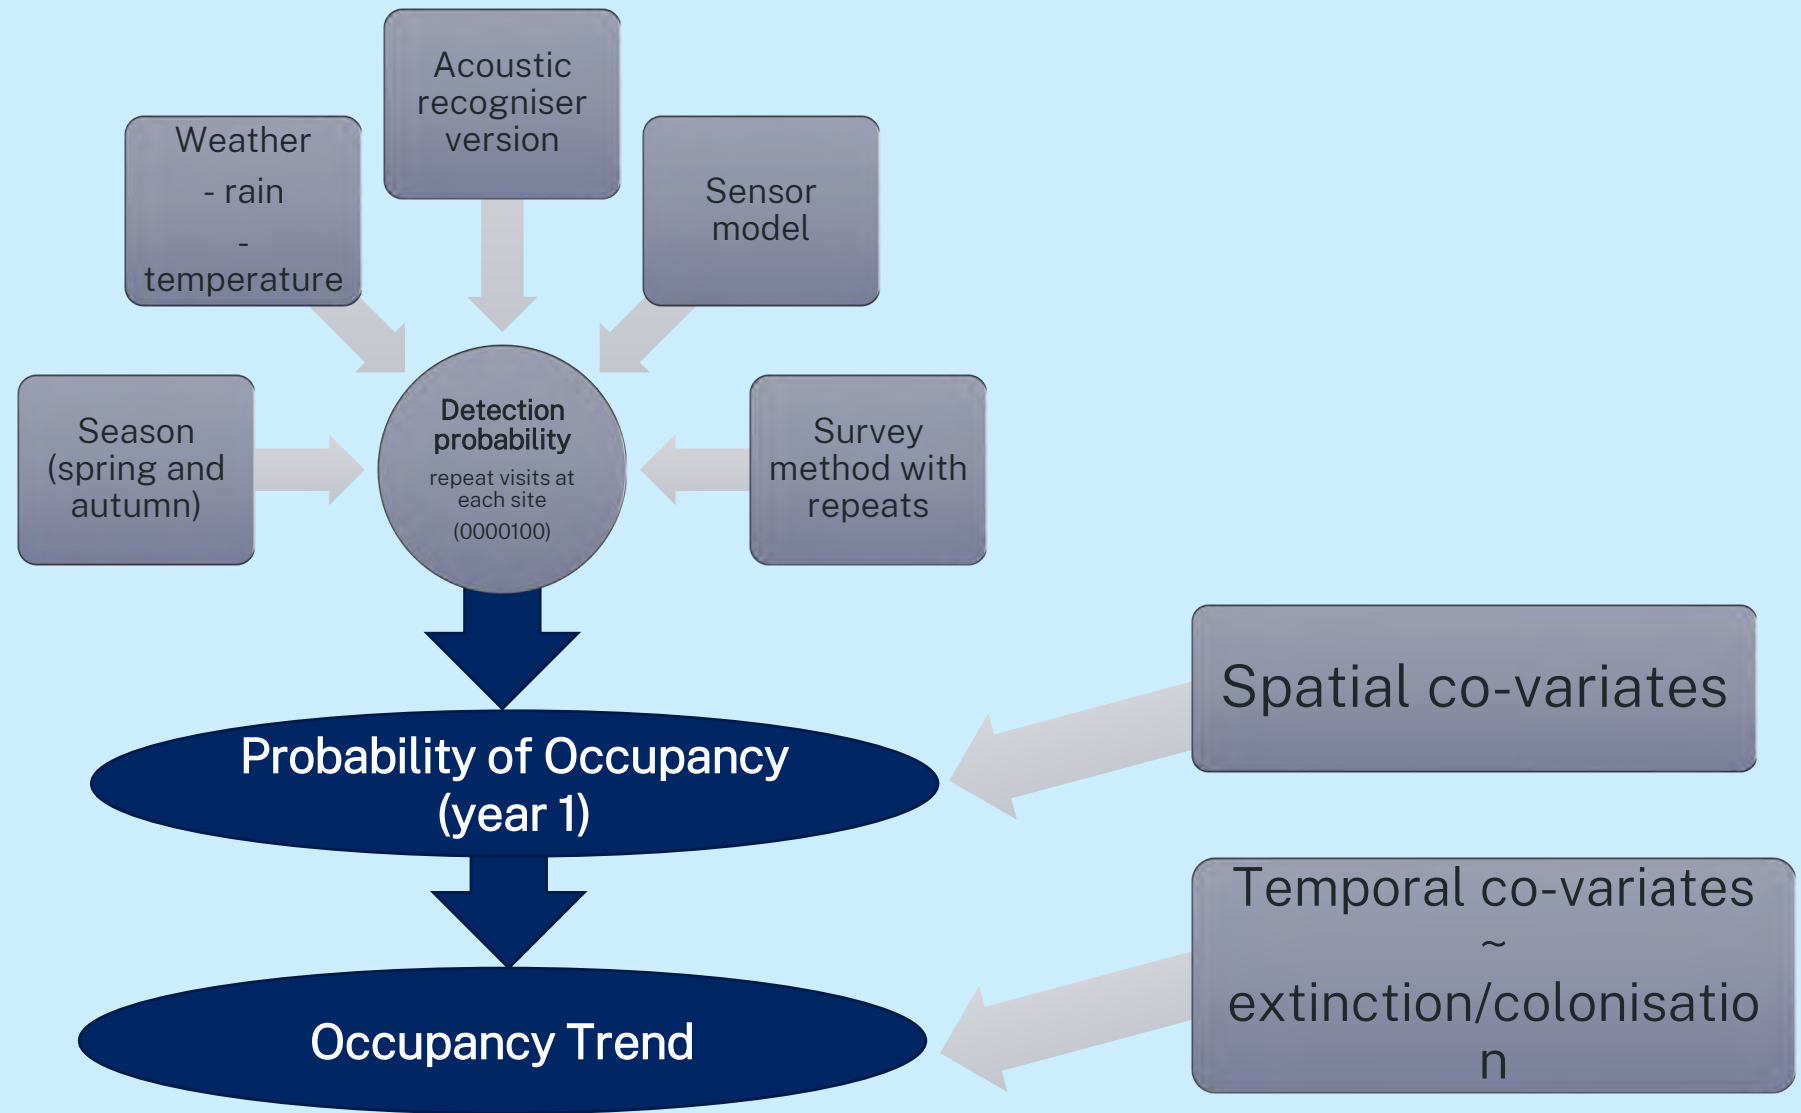 Acoustic
recogniser
version
Weather
- rain
-
temperature
Sensor
model
Season
(spring and
autumn)
Detection
probability
repeat visits at
each site
(0000100)
Survey
method with
repeats
Spatial co-variates
Probability of Occupancy
(year 1)
Temporal co-variates
~
extinction/colonisatio
n
Occupancy Trend